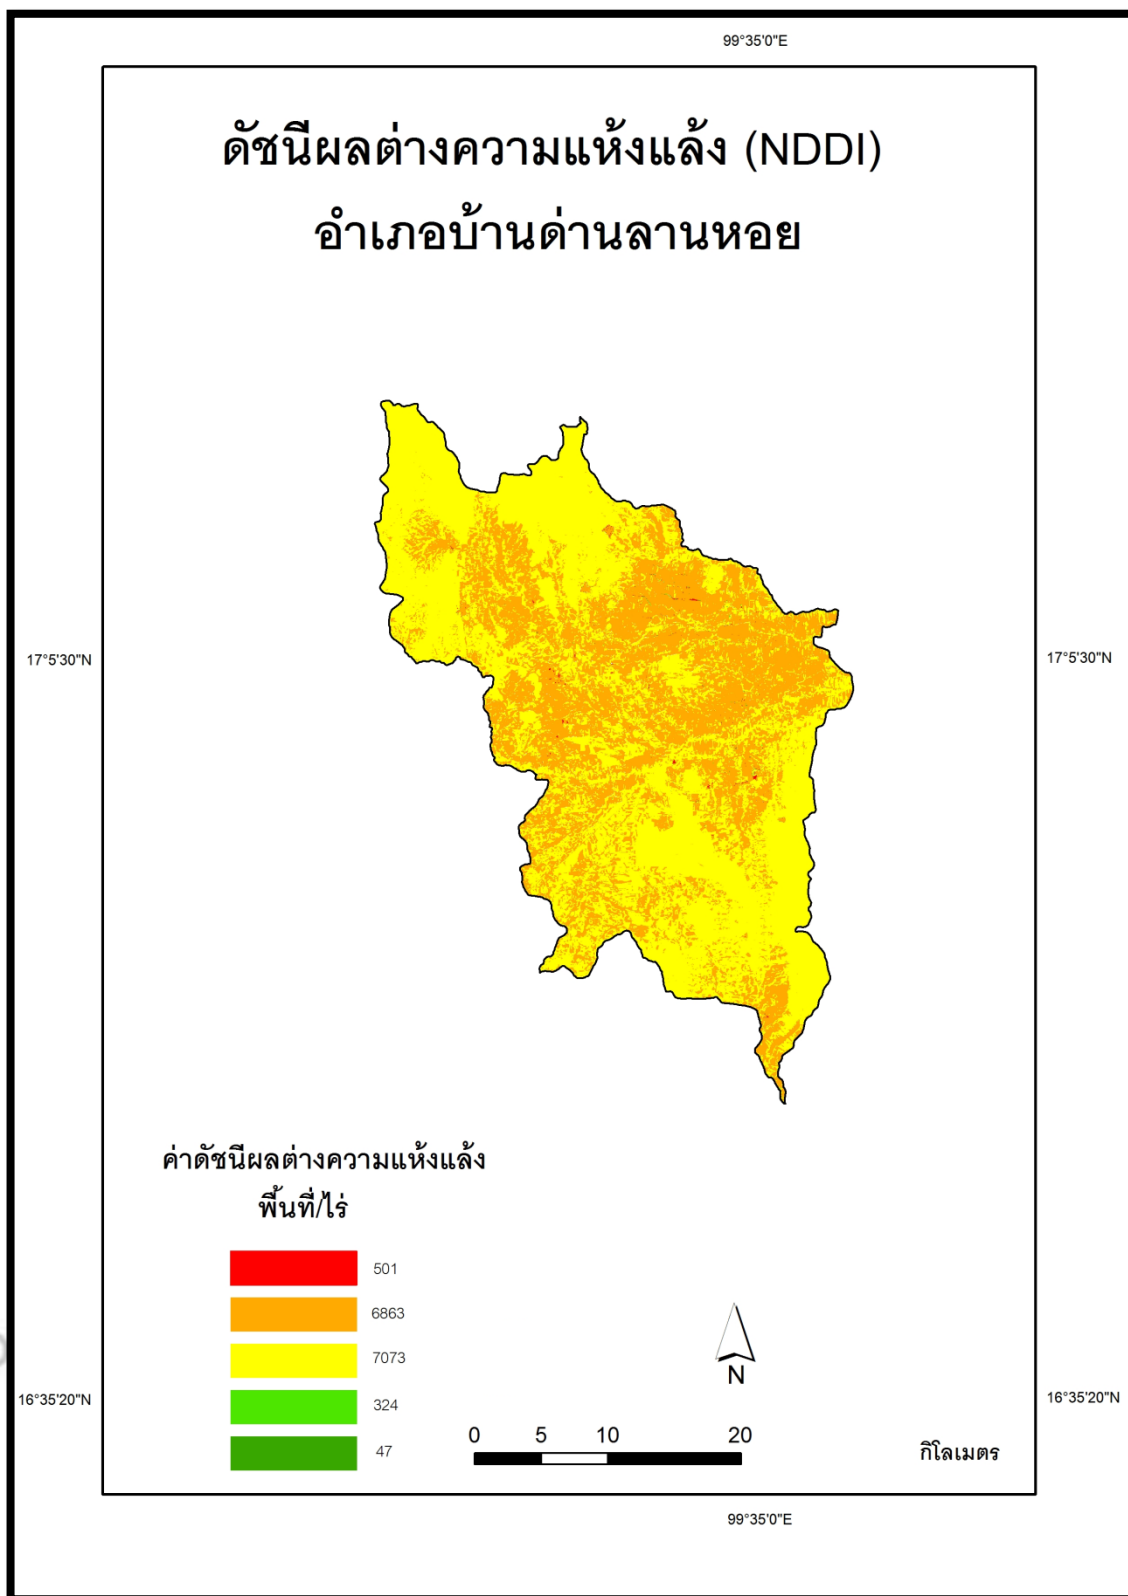 99°35'0"E
ดัชนีผลต่างความแห้งแล้ง (NDDI)
อำเภอบ้านด่านลานหอย
17°5'30"N
17°5'30"N
ค่าดัชนีผลต่างความแห้งแล้ง
พื้นที่/ไร่
501
6863
7073
324
47
N
16°35'20"N
16°35'20"N
0 5 10 20
กิโลเมตร
99°35'0"E